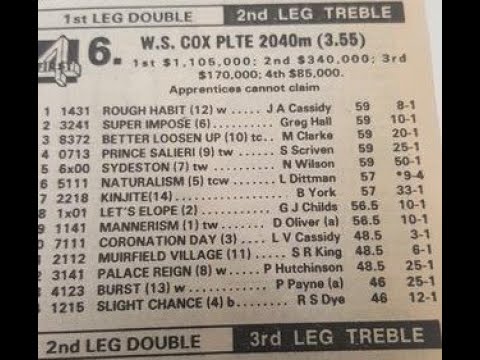 1st LEG DOUBLE 2nd LEG TREBLE
4 FIRST 6. W.S. COX PLTE 2040m (3.55)
1st $1,105,000; 2nd $340,000; 3rd
$170,000; 4th $85,000.
Apprentices cannot claim
1 1431 ROUGH HABIT (12) w J A Cassidy 59 8-1
2 3241 SUPER IMPOSE (6) Greg Hall 59 10-1
3 8372 BETTER LOOSEN UP (10) tc.. M Clarke 59 20-1
4 0713 PRINCE SALIERI (9) tw S Scriven 59 25-1
5 6x00 SYDESTON (7) tw N Wilson 59 50-1
6 5111 NATURALISM (5) tcw L Dittman 57 *9-4
7 2218 KINJITE(14) B York 57 33-1
8 1x01 LET'S ELOPE (2) G J Childs 56.5 10-1
9 1141 MANNERISM (1) tw D Oliver (a) 56.5 10-1
0 7111 CORONATION DAY (3) L V Cassidy 48.5 3-1
2112 MUIRFIELD VILLAGE (11) S R King 48.5 6-1
2 3141 PALACE REIGN (8) w P Hutchinson 48.5 25-1
3 4123 BURST (13) w P Payne (a) 46 25-1
4 1215 SLIGHT CHANCE (4) b R S Dye 46 12-1
2nd LEG DOUBLE 3rd LEG TREBLE